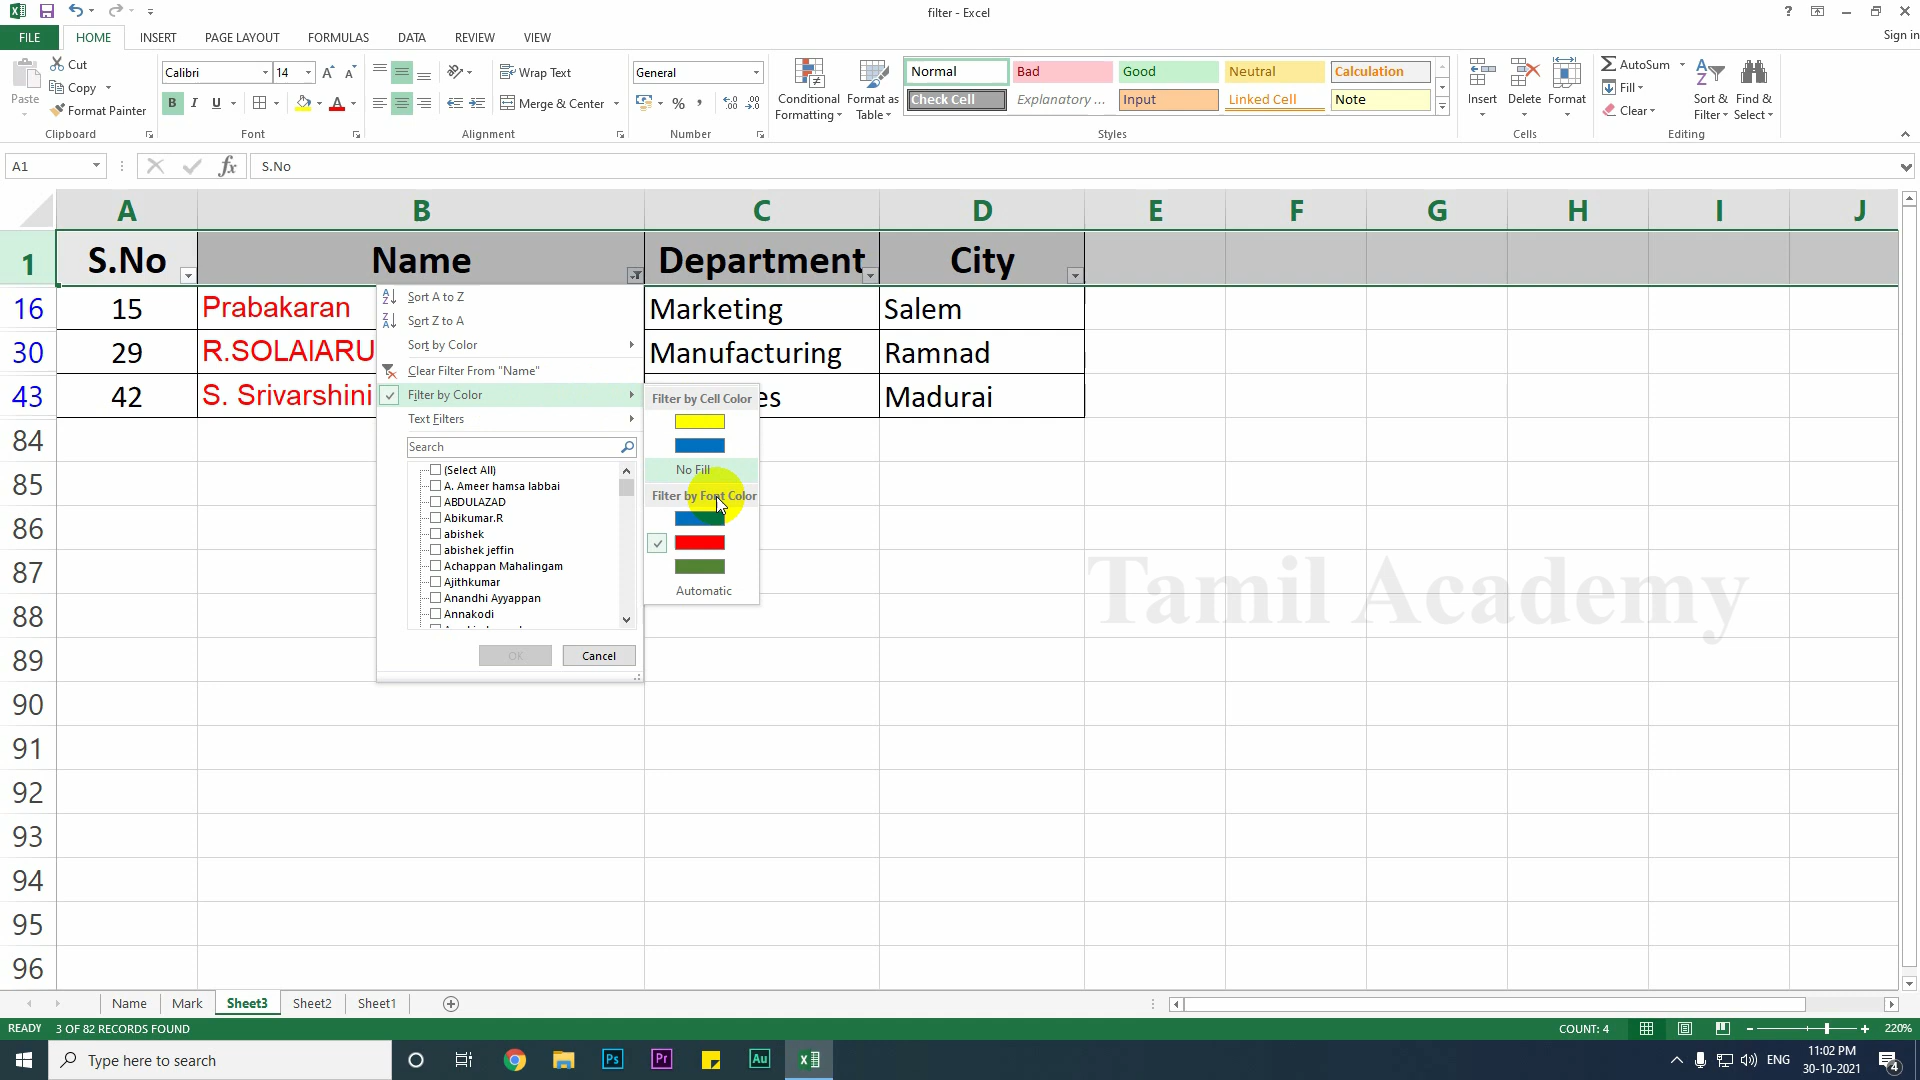 filter - Excel
FILE HOME INSERT PAGE LAYOUT FORMULAS DATA REVIEW VIEW
Sign in
Paste
Cut
Copy
Format Painter
Clipboard
Calibri 14
B I U
Font
Wrap Text
Merge & Center
Alignment
General
%
Number
Conditional Formatting
Format as Table
Normal Bad Good Neutral Calculation
Check Cell Explanatory ... Input Linked Cell Note
Styles
Insert Delete Format
Cells
AutoSum
Fill
Clear
Sort & Filter
Find & Select
Editing
A1 fx S.No
A B C D E F G H I J
1 S.No Name Department City
16 15 Prabakaran Marketing Salem
30 29 R.SOLAIARU Manufacturing Ramnad
43 42 S. Srivarshini es Madurai
84
85
86
87
88
89
90
91
92
93
94
95
96
Sort A to Z
Sort Z to A
Sort by Color
Clear Filter From "Name"
Filter by Color
Text Filters
Search
(Select All)
A. Ameer hamsa labbai
ABDULAZAD
Abikumar.R
abishek
abishek jeffin
Achappan Mahalingam
Ajithkumar
Anandhi Ayyappan
Annakodi
OK Cancel
Filter by Cell Color
No Fill
Filter by Font Color
Automatic
Tamil Academy
Name Mark Sheet3 Sheet2 Sheet1
READY 3 OF 82 RECORDS FOUND COUNT: 4 220%
Type here to search
Ps Pr Au
ENG
11:02 PM
30-10-2021
4